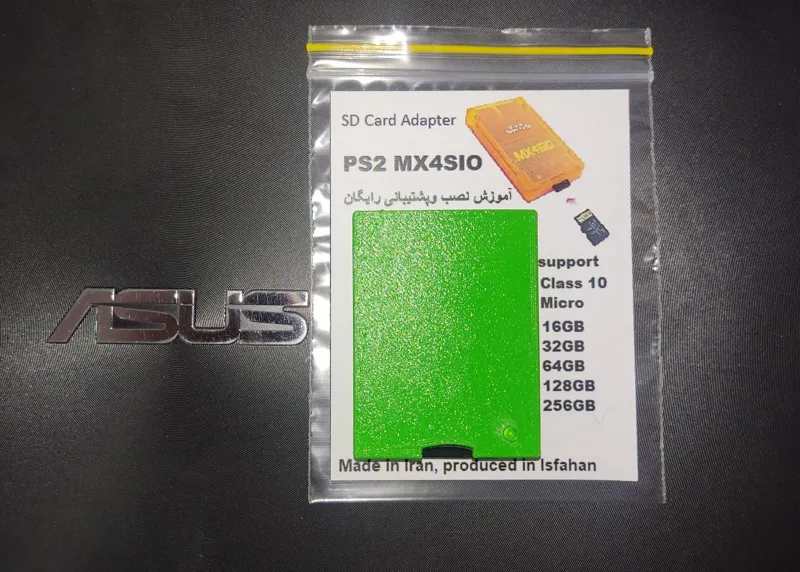 ASUS
SD Card Adapter
PS2 MX4SIO
MX4SIO
آموزش نصب وپشتیبانی رایگان
support
Class 10
Micro
16GB
32GB
64GB
128GB
256GB
Made in Iran, produced in Isfahan